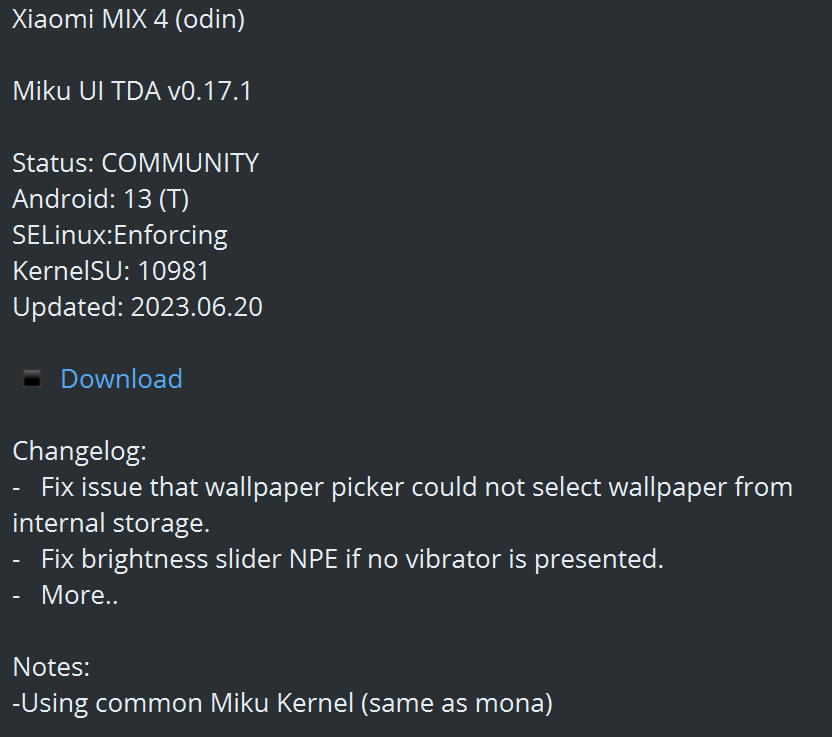 Xiaomi MIX 4 (odin)
Miku UI TDA v0.17.1
Status: COMMUNITY
Android: 13 (T)
SELinux:Enforcing
KernelSU: 10981
Updated: 2023.06.20
Download
Changelog:
- Fix issue that wallpaper picker could not select wallpaper from
internal storage.
- Fix brightness slider NPE if no vibrator is presented.
- More..
Notes:
-Using common Miku Kernel (same as mona)